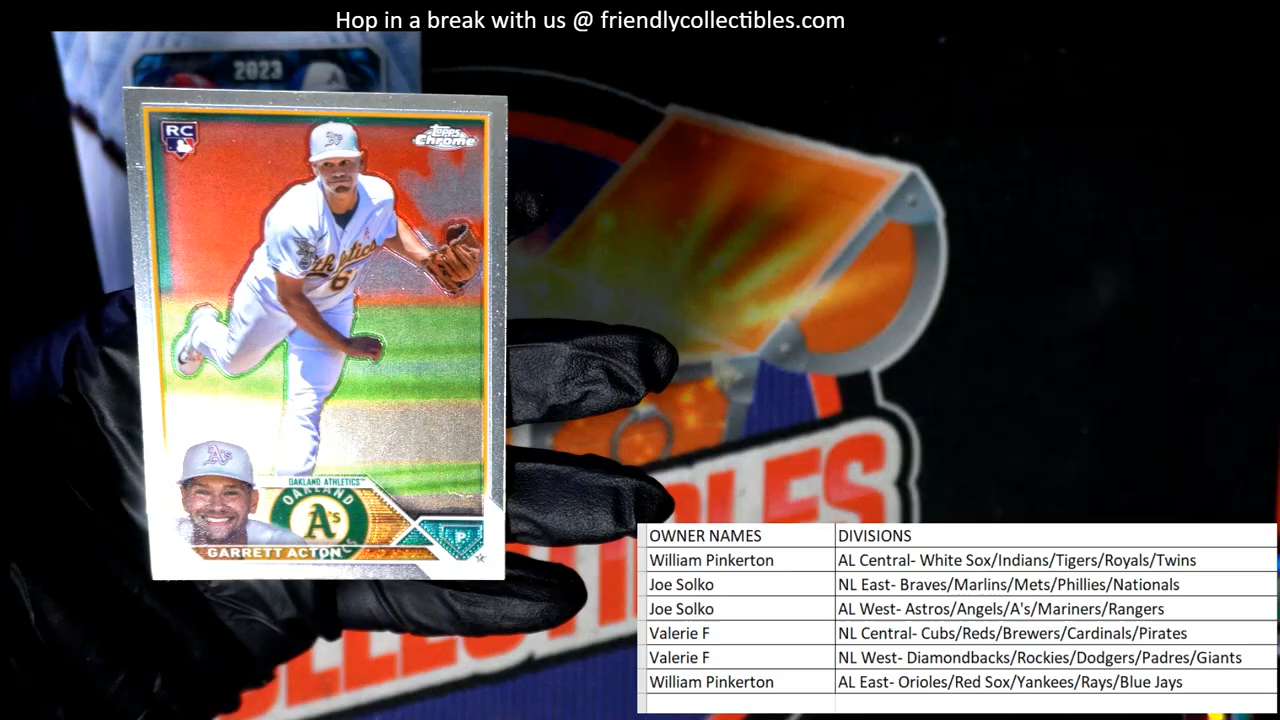 Hop in a break with us @ friendlycollectibles.com
2023
RC
Topps
Chrome
Athletics
6
A's
OAKLAND ATHLETICS™
OAKLAND
A's
GARRETT ACTON
P
OWNER NAMES DIVISIONS
William Pinkerton AL Central- White Sox/Indians/Tigers/Royals/Twins
Joe Solko NL East- Braves/Marlins/Mets/Phillies/Nationals
Joe Solko AL West- Astros/Angels/A's/Mariners/Rangers
Valerie F NL Central- Cubs/Reds/Brewers/Cardinals/Pirates
Valerie F NL West- Diamondbacks/Rockies/Dodgers/Padres/Giants
William Pinkerton AL East- Orioles/Red Sox/Yankees/Rays/Blue Jays